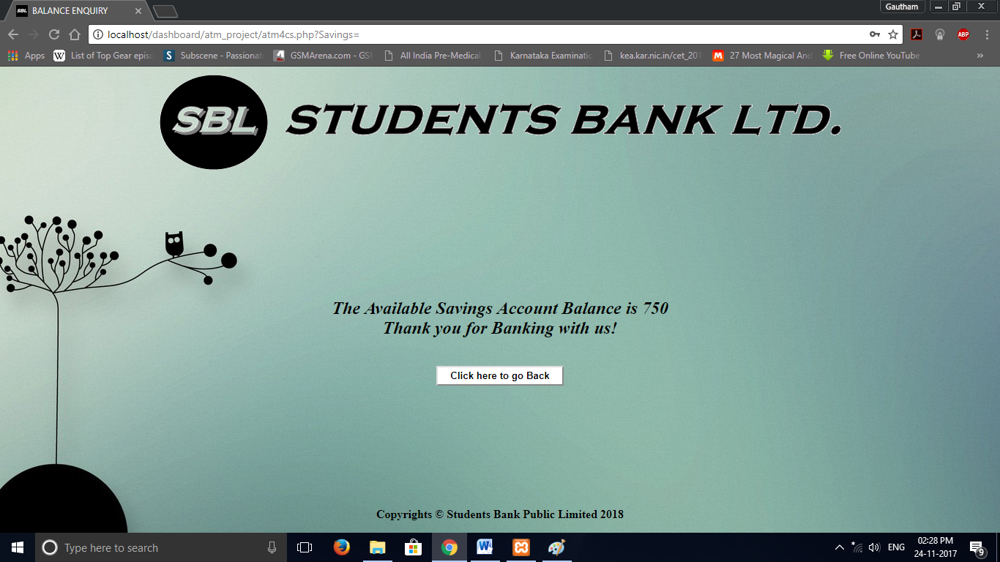 SBL BALANCE ENQUIRY
Gautham
localhost/dashboard/atm_project/atm4cs.php?Savings=
ABP
Apps
W List of Top Gear episo
S Subscene - Passiona
GSMArena.com - GS
All India Pre-Medical
Karnataka Examinatio
kea.kar.nic.in/cet_201
27 Most Magical And
Free Online YouTube
»
SBL STUDENTS BANK LTD.
The Available Savings Account Balance is 750
Thank you for Banking with us!
Click here to go Back
Copyrights © Students Bank Public Limited 2018
Type here to search
ENG
02:28 PM
24-11-2017
9